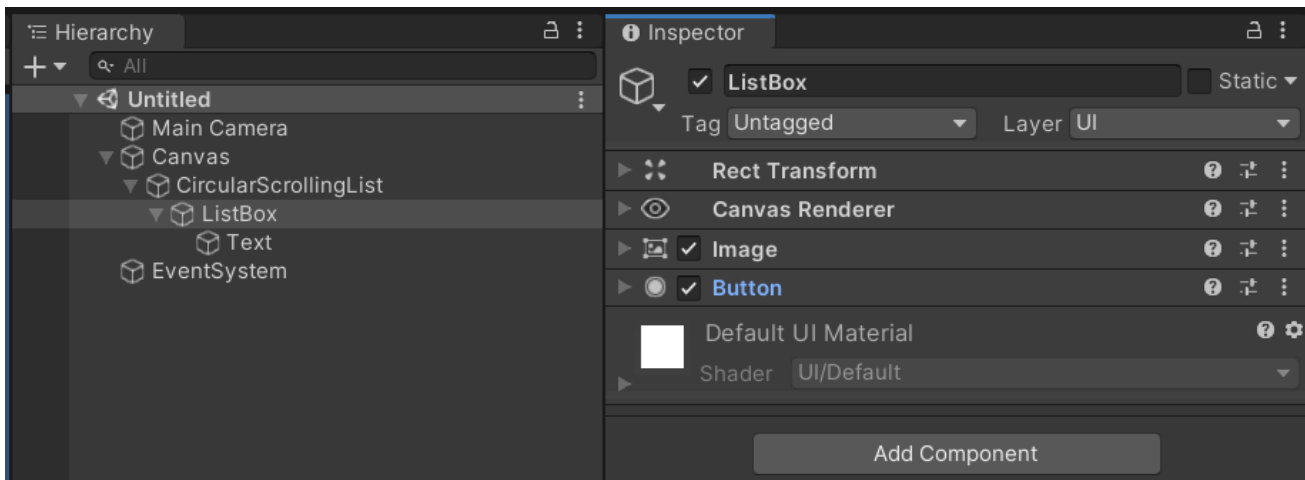 Hierarchy
All
Untitled
Main Camera
Canvas
CircularScrollingList
ListBox
Text
EventSystem
Inspector
ListBox
Static
Tag Untagged Layer UI
Rect Transform
Canvas Renderer
Image
Button
Default UI Material
Shader UI/Default
Add Component